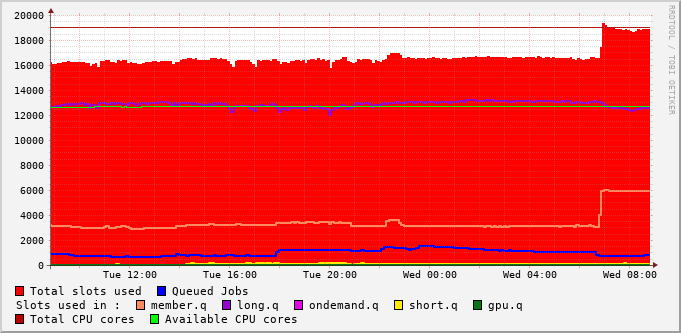 20000
18000
16000
14000
12000
10000
8000
6000
4000
2000
0
Tue 12:00 Tue 16:00 Tue 20:00 Wed 00:00 Wed 04:00 Wed 08:00
RRDTOOL / TOBI OETIKER
Total slots used Queued Jobs
Slots used in : member.q long.q ondemand.q short.q gpu.q
Total CPU cores Available CPU cores